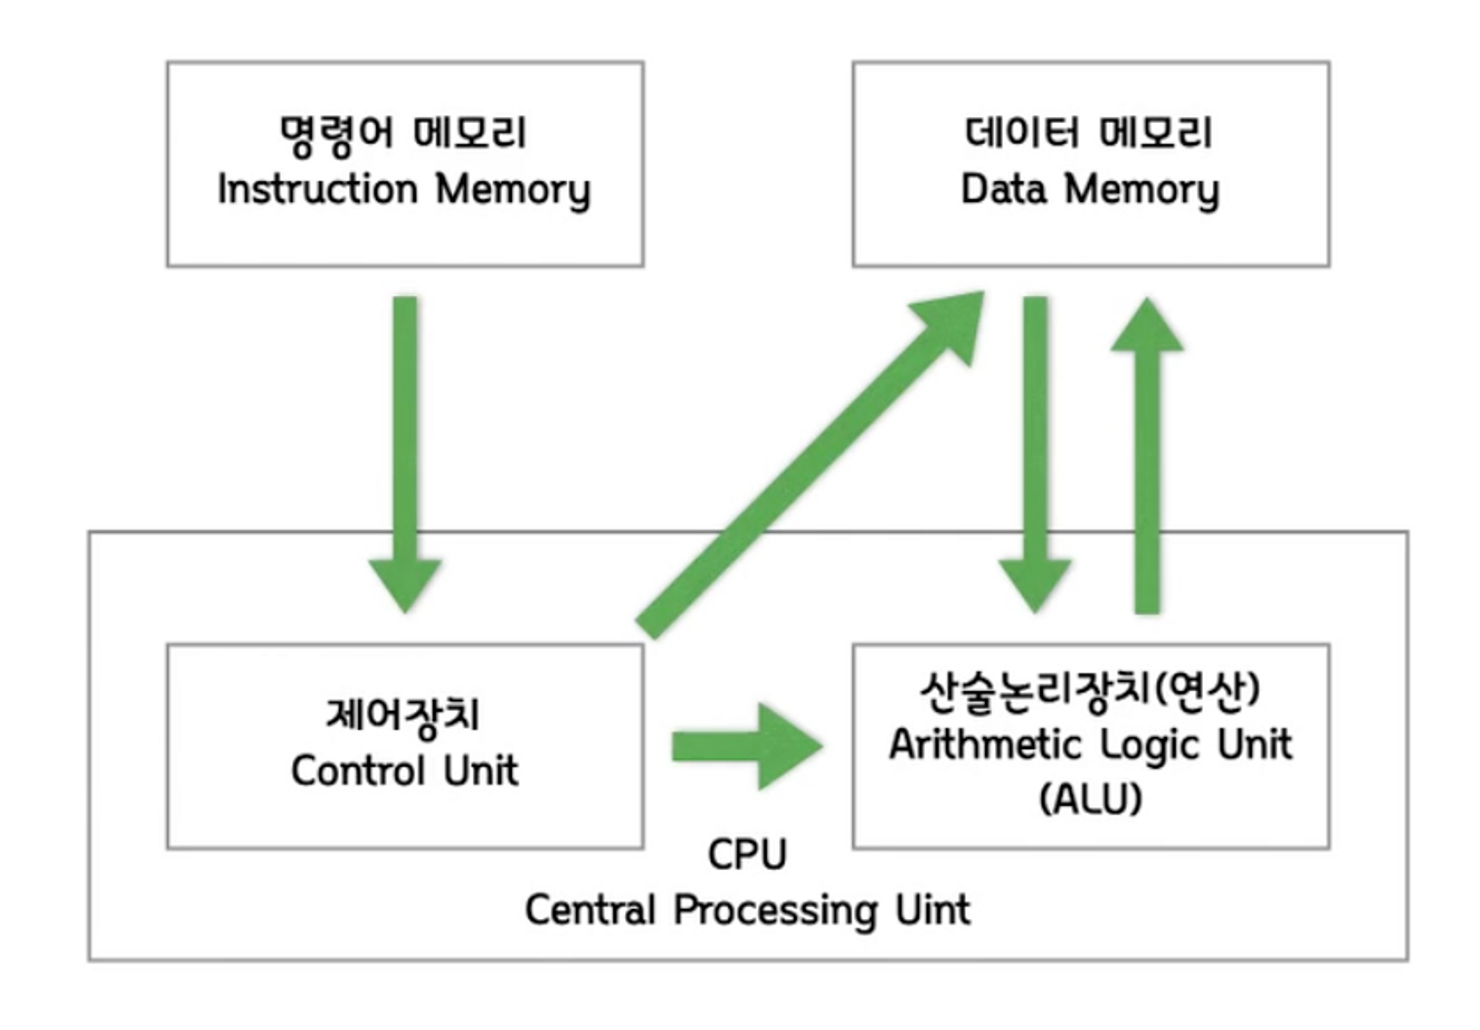 명령어 메모리
Instruction Memory
데이터 메모리
Data Memory
제어장치
Control Unit
산술논리장치(연산)
Arithmetic Logic Unit
(ALU)
CPU
Central Processing Uint